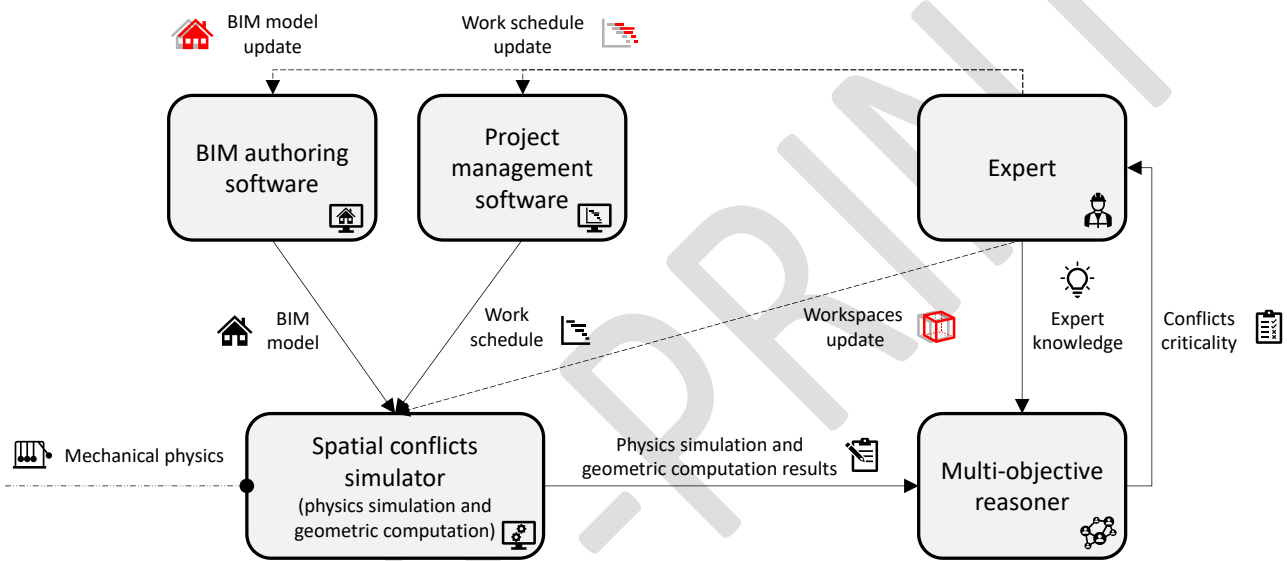 BIM model
update
Work schedule
update
BIM authoring
software
Project
management
software
Expert
BIM
model
Work
schedule
Workspaces
update
Expert
knowledge
Conflicts
criticality
Mechanical physics
Spatial conflicts
simulator
(physics simulation and
geometric computation)
Physics simulation and
geometric computation results
Multi-objective
reasoner
-PRINT